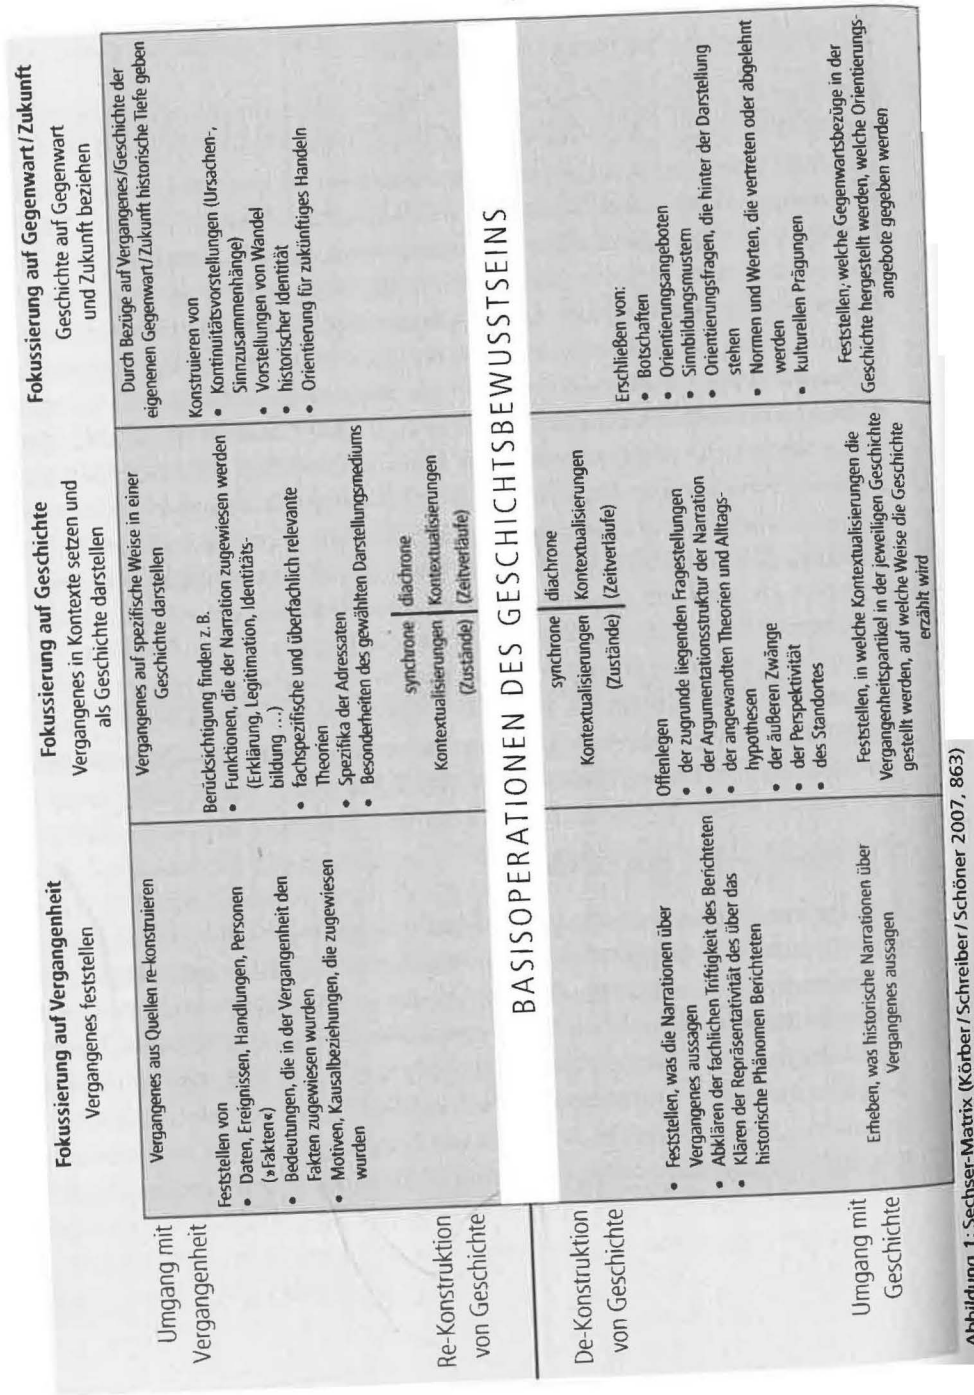 Fokussierung auf Vergangenheit
Vergangenes feststellen
Fokussierung auf Geschichte
Vergangenes in Kontexte setzen und
als Geschichte darstellen
Fokussierung auf Gegenwart/Zukunft
Geschichte auf Gegenwart
und Zukunft beziehen
Umgang mit
Vergangenheit
Re-Konstruktion
von Geschichte
Vergangenes aus Quellen re-konstruieren
Feststellen von
• Daten, Ereignissen, Handlungen, Personen
(»Fakten«)
• Bedeutungen, die in der Vergangenheit den
Fakten zugewiesen wurden
• Motiven, Kausalbeziehungen, die zugewiesen
wurden
Vergangenes auf spezifische Weise in einer
Geschichte darstellen
Berücksichtigung finden z. B.
• Funktionen, die der Narration zugewiesen werden
(Erklärung, Legitimation, Identitäts-
bildung ...)
• fachspezifische und überfachlich relevante
Theorien
• Spezifika der Adressaten
• Besonderheiten des gewählten Darstellungsmediums
synchrone
Kontextualisierungen
(Zustände)
diachrone
Kontextualisierungen
(Zeitverläufe)
Durch Bezüge auf Vergangenes/Geschichte der
eigenenen Gegenwart/Zukunft historische Tiefe geben
Konstruieren von
• Kontinuitätsvorstellungen (Ursachen-,
Sinnzusammenhänge)
• Vorstellungen von Wandel
• historischer Identität
• Orientierung für zukünftiges Handeln
BASISOPERATIONEN DES GESCHICHTSBEWUSSTSEINS
De-Konstruktion
von Geschichte
Umgang mit
Geschichte
• Feststellen, was die Narrationen über
Vergangenes aussagen
• Abklären der fachlichen Triftigkeit des Berichteten
• Klären der Repräsentativität des über das
historische Phänomen Berichteten
Erheben, was historische Narrationen über
Vergangenes aussagen
synchrone
Kontextualisierungen
(Zustände)
diachrone
Kontextualisierungen
(Zeitverläufe)
Offenlegen
• der zugrunde liegenden Fragestellungen
• der Argumentationsstruktur der Narration
• der angewandten Theorien und Alltags-
hypothesen
• der äußeren Zwänge
• der Perspektivität
• des Standortes
Feststellen, in welche Kontextualisierungen die
Vergangenheitspartikel in der jeweiligen Geschichte
gestellt werden, auf welche Weise die Geschichte
erzählt wird
Erschließen von:
• Botschaften
• Orientierungsangeboten
• Sinnbildungsmustern
• Orientierungsfragen, die hinter der Darstellung
stehen
• Normen und Werten, die vertreten oder abgelehnt
werden
• kulturellen Prägungen
Feststellen, welche Gegenwartsbezüge in der
Geschichte hergestellt werden, welche Orientierungs-
angebote gegeben werden
Abbildung 1: Sechser-Matrix (Körber/Schreiber/Schöner 2007, 863)